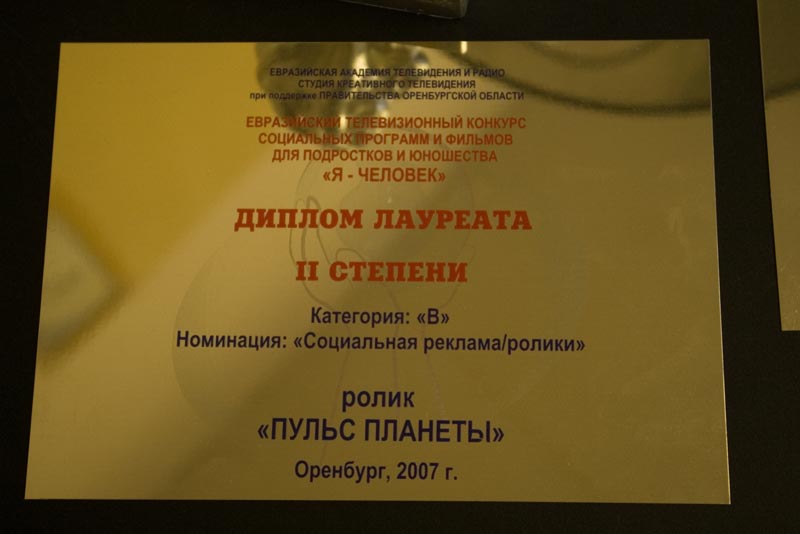 ЕВРАЗИЙСКАЯ АКАДЕМИЯ ТЕЛЕВИДЕНИЯ И РАДИО
СТУДИЯ КРЕАТИВНОГО ТЕЛЕВИДЕНИЯ
при поддержке ПРАВИТЕЛЬСТВА ОРЕНБУРГСКОЙ ОБЛАСТИ
ЕВРАЗИЙСКИЙ ТЕЛЕВИЗИОННЫЙ КОНКУРС
СОЦИАЛЬНЫХ ПРОГРАММ И ФИЛЬМОВ
ДЛЯ ПОДРОСТКОВ И ЮНОШЕСТВА
«Я - ЧЕЛОВЕК»
ДИПЛОМ ЛАУРЕАТА
II СТЕПЕНИ
Категория: «В»
Номинация: «Социальная реклама/ролики»
ролик
«ПУЛЬС ПЛАНЕТЫ»
Оренбург, 2007 г.